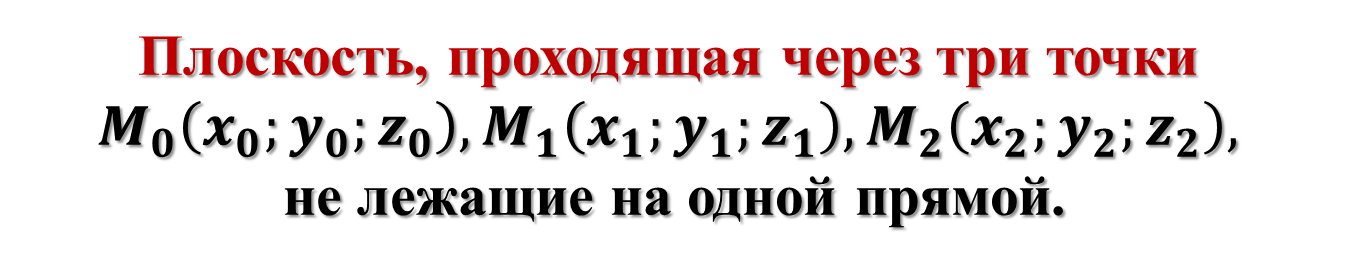 Плоскость, проходящая через три точки
M₀(x₀; y₀; z₀), M₁(x₁; y₁; z₁), M₂(x₂; y₂; z₂),
не лежащие на одной прямой.